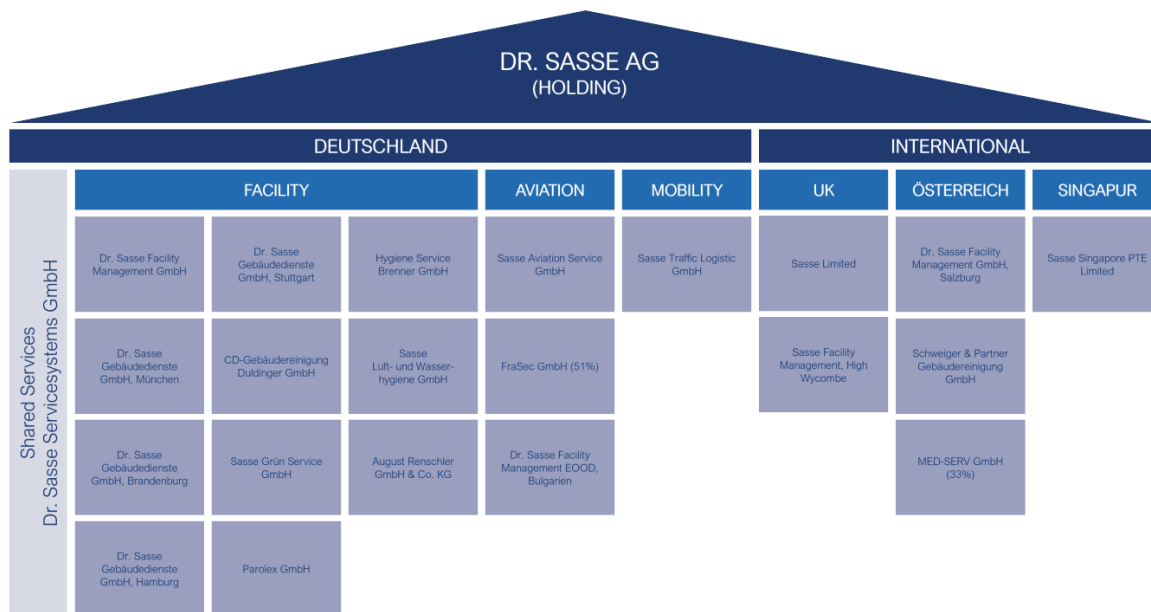 DR. SASSE AG
(HOLDING)
DEUTSCHLAND
INTERNATIONAL
Shared Services
Dr. Sasse Servicesystems GmbH
FACILITY
AVIATION
MOBILITY
UK
ÖSTERREICH
SINGAPUR
Dr. Sasse Facility
Management GmbH
Dr. Sasse
Gebäudedienste
GmbH, Stuttgart
Hygiene Service
Brenner GmbH
Sasse Aviation Service
GmbH
Sasse Traffic Logistic
GmbH
Sasse Limited
Dr. Sasse Facility
Management GmbH,
Salzburg
Sasse Singapore PTE
Limited
Dr. Sasse
Gebäudedienste
GmbH, München
CD-Gebäudereinigung
Duldinger GmbH
Sasse
Luft- und Wasser-
hygiene GmbH
FraSec GmbH (51%)
Sasse Facility
Management, High
Wycombe
Schweiger & Partner
Gebäudereinigung
GmbH
Dr. Sasse
Gebäudedienste
GmbH, Brandenburg
Sasse Grün Service
GmbH
August Renschler
GmbH & Co. KG
Dr. Sasse Facility
Management EOOD,
Bulgarien
MED-SERV GmbH
(33%)
Dr. Sasse
Gebäudedienste
GmbH, Hamburg
Parolex GmbH